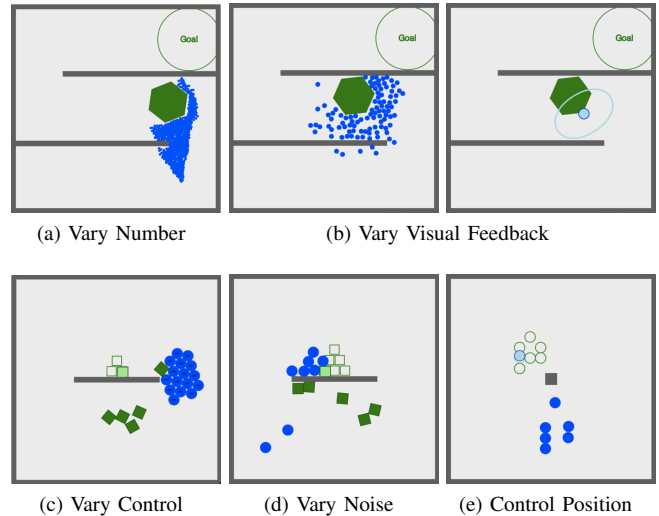 Goal
Goal
Goal
(a) Vary Number
(b) Vary Visual Feedback
(c) Vary Control
(d) Vary Noise
(e) Control Position